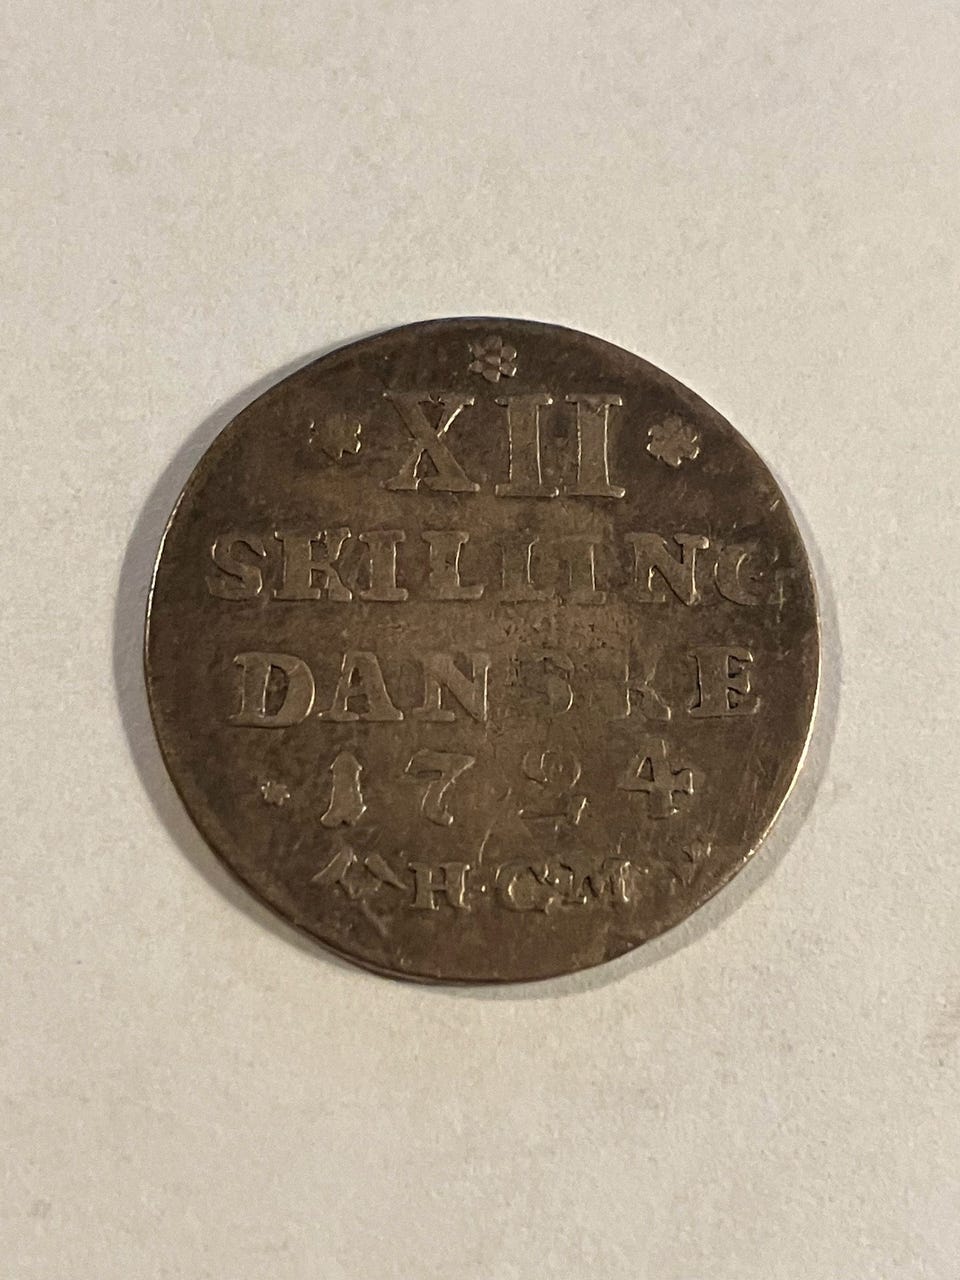 XII
SKILLING
DANSKE
1724
H·C·M